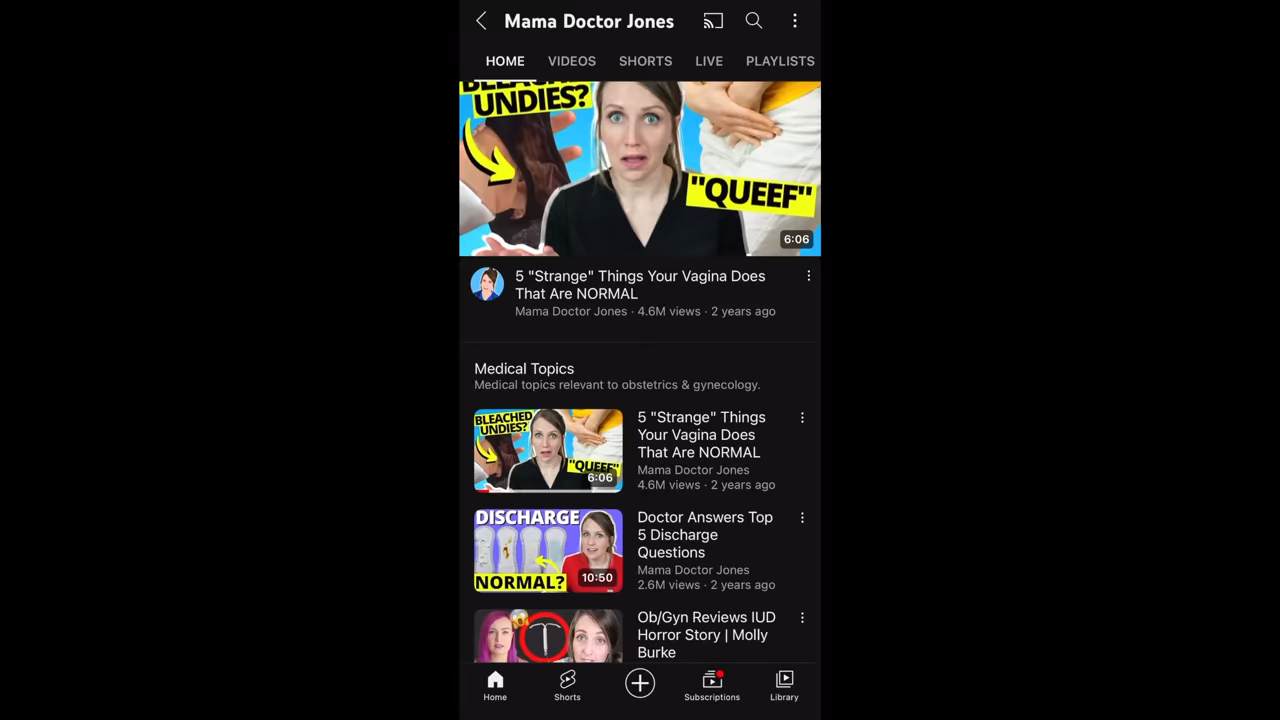 Mama Doctor Jones
HOME VIDEOS SHORTS LIVE PLAYLISTS
BLEACHED
UNDIES?
"QUEEF"
6:06
5 "Strange" Things Your Vagina Does
That Are NORMAL
Mama Doctor Jones · 4.6M views · 2 years ago
Medical Topics
Medical topics relevant to obstetrics & gynecology.
BLEACHED
UNDIES?
"QUEEF"
6:06
5 "Strange" Things
Your Vagina Does
That Are NORMAL
Mama Doctor Jones
4.6M views · 2 years ago
DISCHARGE
NORMAL?
10:50
Doctor Answers Top
5 Discharge
Questions
Mama Doctor Jones
2.6M views · 2 years ago
Ob/Gyn Reviews IUD
Horror Story | Molly
Burke
Home Shorts Subscriptions Library